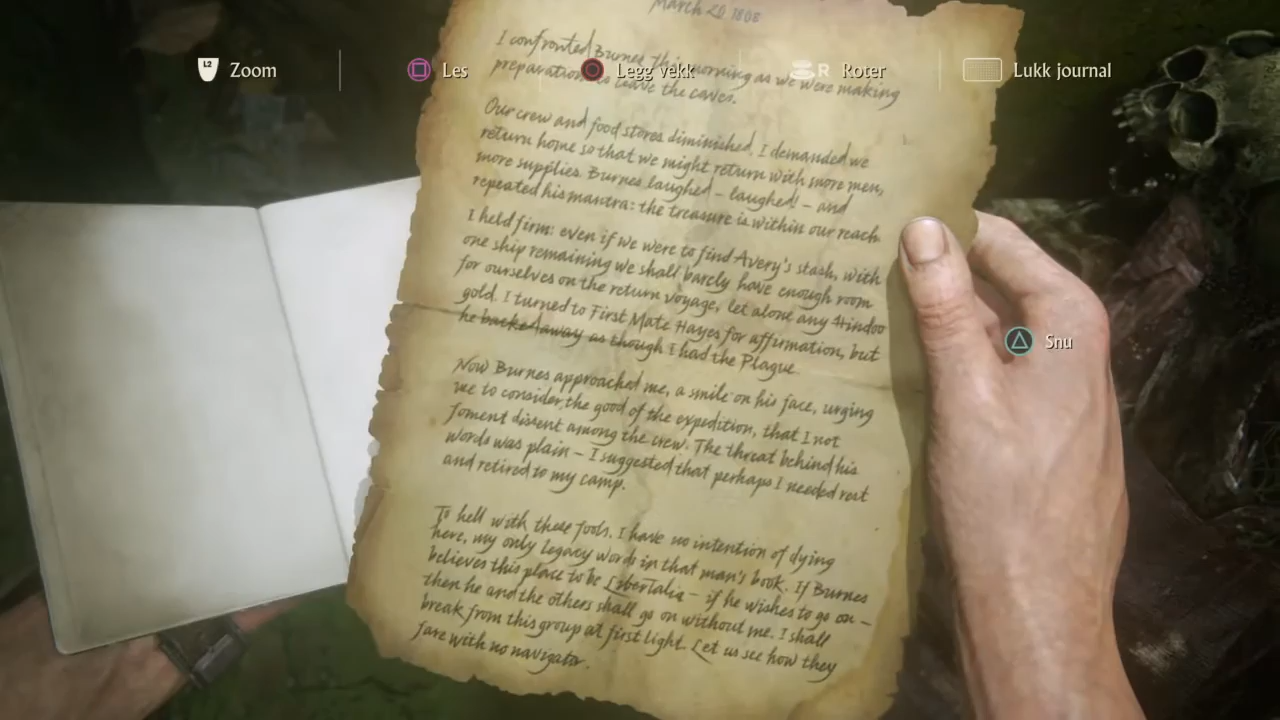 March 20 1808
L2 Zoom
Les
Legg vekk
R Roter
Lukk journal
I confronted Burnes this morning as we were making
preparations to leave the caves.
Our crew and food stores diminished, I demanded we
return home so that we might return with more men,
more supplies. Burnes laughed – laughed! – and
repeated his mantra: the treasure is within our reach.
I held firm: even if we were to find Avery's stash, with
one ship remaining we shall barely have enough room
for ourselves on the return voyage, let alone any Hindoo
gold. I turned to First Mate Hayes for affirmation, but
he backed away as though I had the Plague.
Snu
Now Burnes approached me, a smile on his face, urging
me to consider the good of the expedition, that I not
foment dissent among the crew. The threat behind his
words was plain – I suggested that perhaps I needed rest
and retired to my camp.
To hell with these fools. I have no intention of dying
here, my only legacy words in that man's book. If Burnes
believes this place to be Libertalia – if he wishes to go on –
then he and the others shall go on without me. I shall
break from this group at first light. Let us see how they
fare with no navigator.